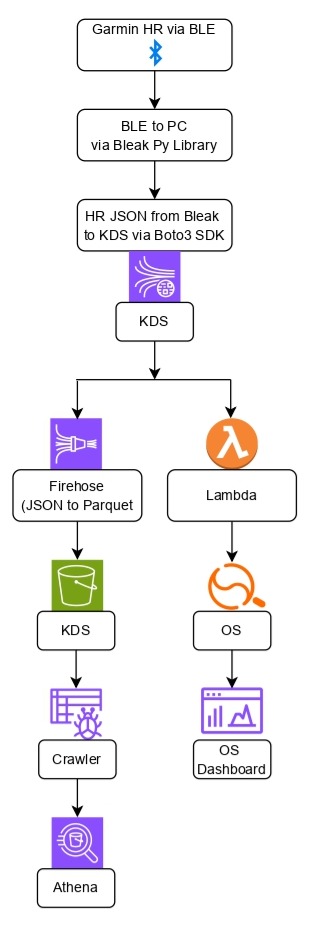 Garmin HR via BLE
BLE to PC
via Bleak Py Library
HR JSON from Bleak
to KDS via Boto3 SDK
KDS
Firehose
(JSON to Parquet
Lambda
KDS
OS
Crawler
OS
Dashboard
Athena